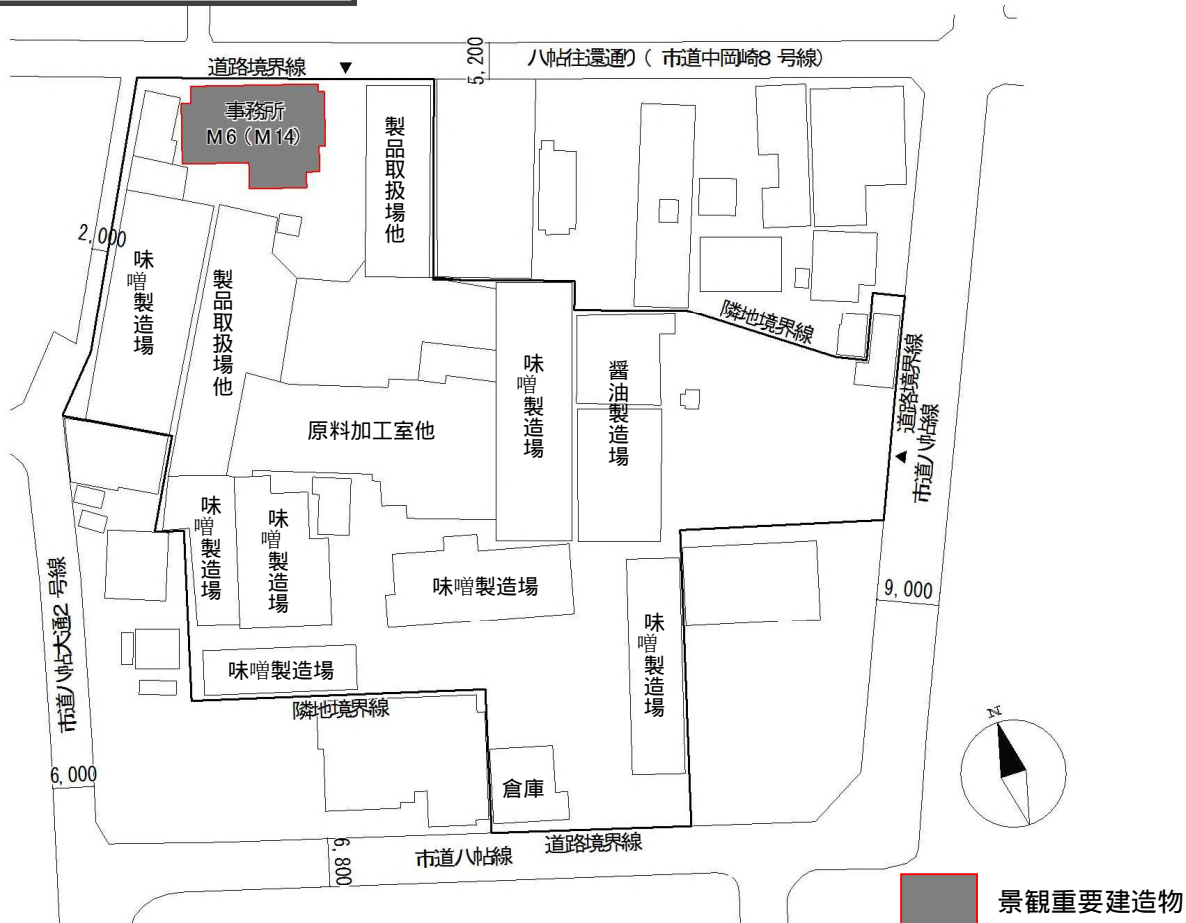 八帖往還通り（ 市道中岡崎8 号線）
5,200
道路境界線
事務所
M6（M14）
製品取扱場他
2,000
味噌製造場
製品取扱場他
隣地境界線
道路境界線
市道八帖線
味噌製造場
醤油製造場
原料加工室他
味噌製造場
味噌製造場
味噌製造場
味噌製造場
9,000
市道八帖大通2 号線
味噌製造場
隣地境界線
N
6,000
倉庫
6,800
市道八帖線
道路境界線
景観重要建造物